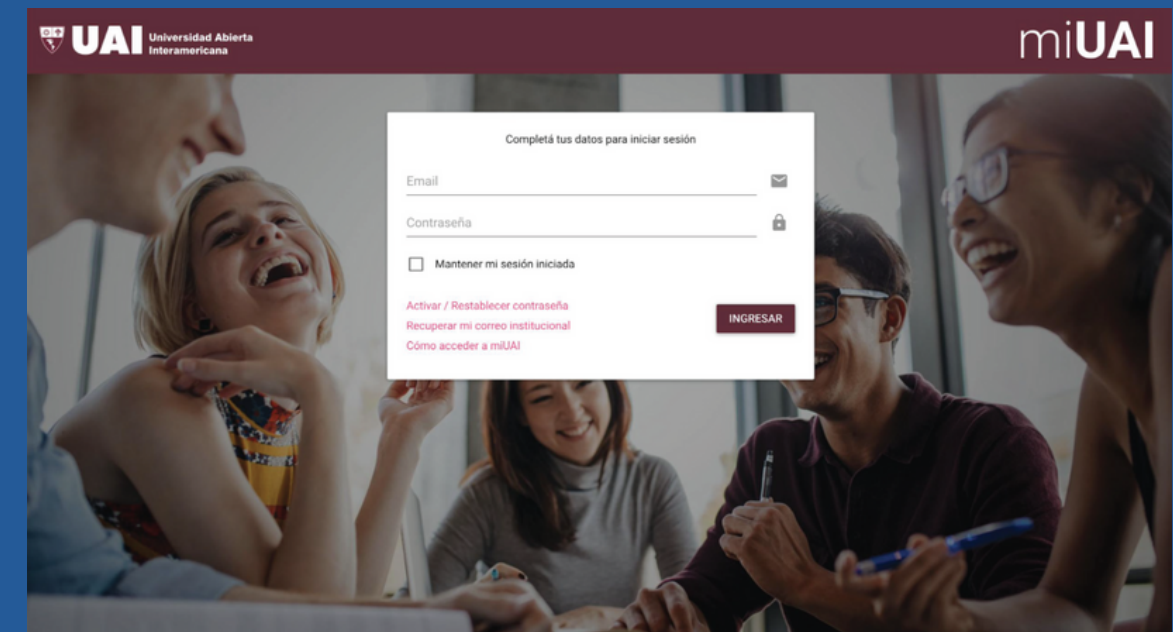 UAI Universidad Abierta
Interamericana
miUAI
Completá tus datos para iniciar sesión
Email
Contraseña
Mantener mi sesión iniciada
Activar / Restablecer contraseña
Recuperar mi correo institucional
Cómo acceder a miUAI
INGRESAR